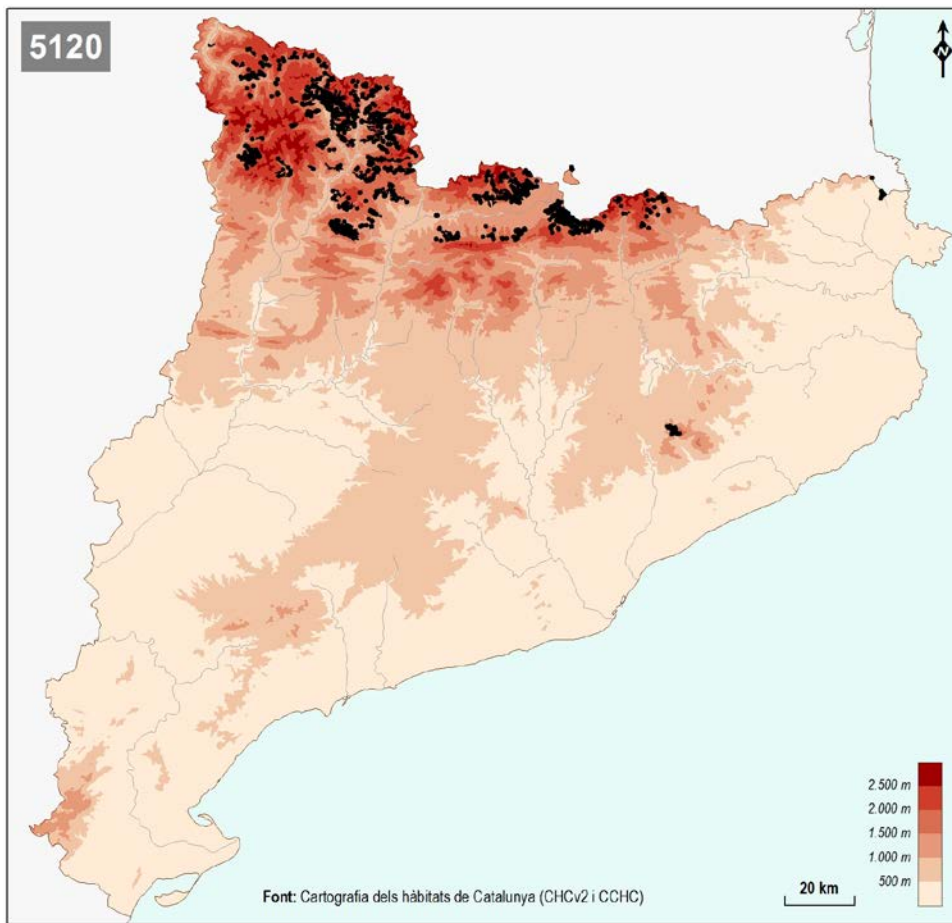 5120
N
2.500 m
2.000 m
1.500 m
1.000 m
500 m
20 km
Font: Cartografia dels hàbitats de Catalunya (CHCv2 i CCHC)